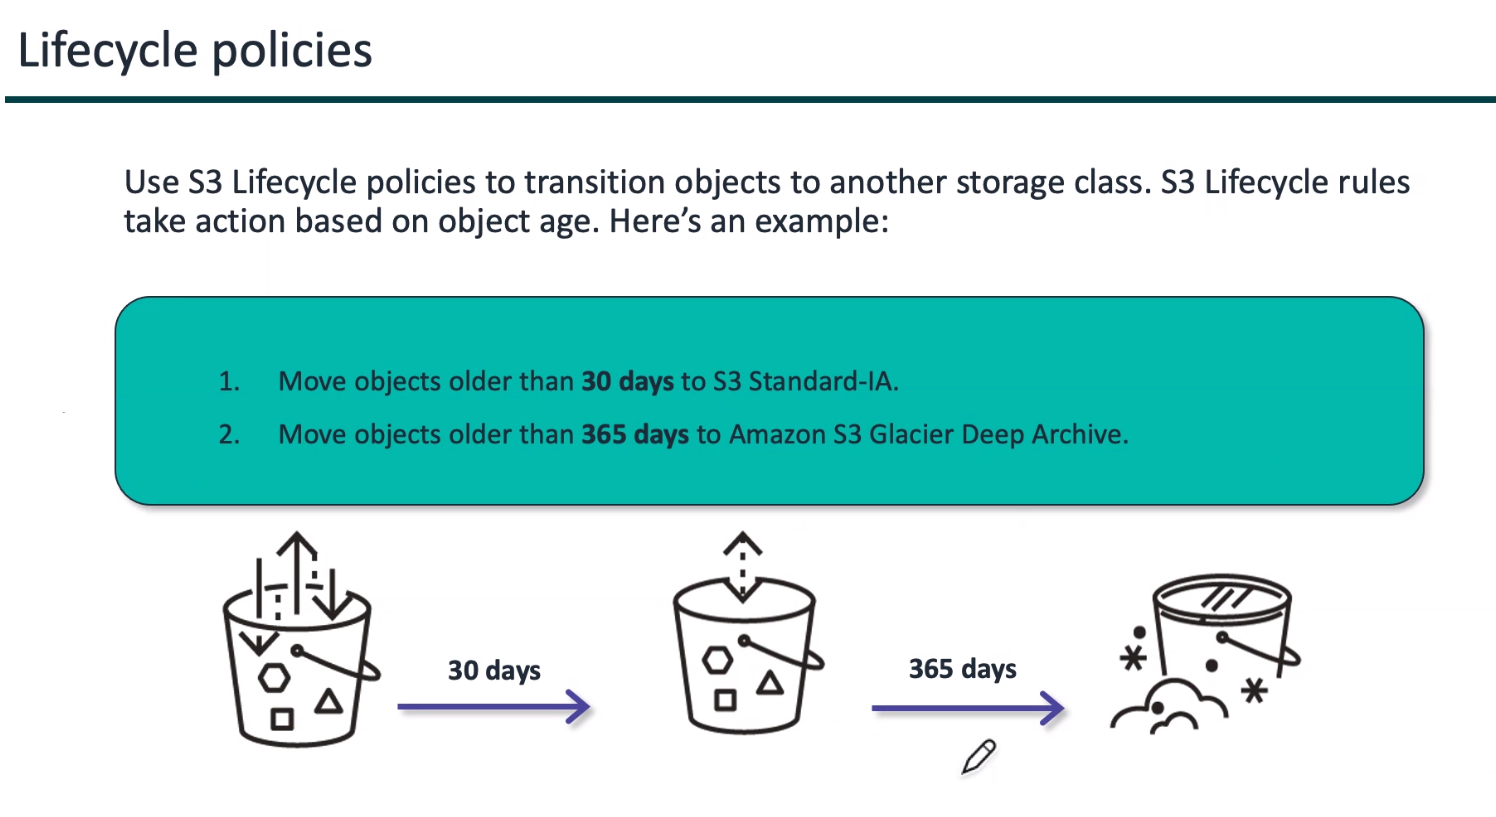 Lifecycle policies
Use S3 Lifecycle policies to transition objects to another storage class. S3 Lifecycle rules
take action based on object age. Here’s an example:
1. Move objects older than 30 days to S3 Standard-IA.
2. Move objects older than 365 days to Amazon S3 Glacier Deep Archive.
30 days
365 days